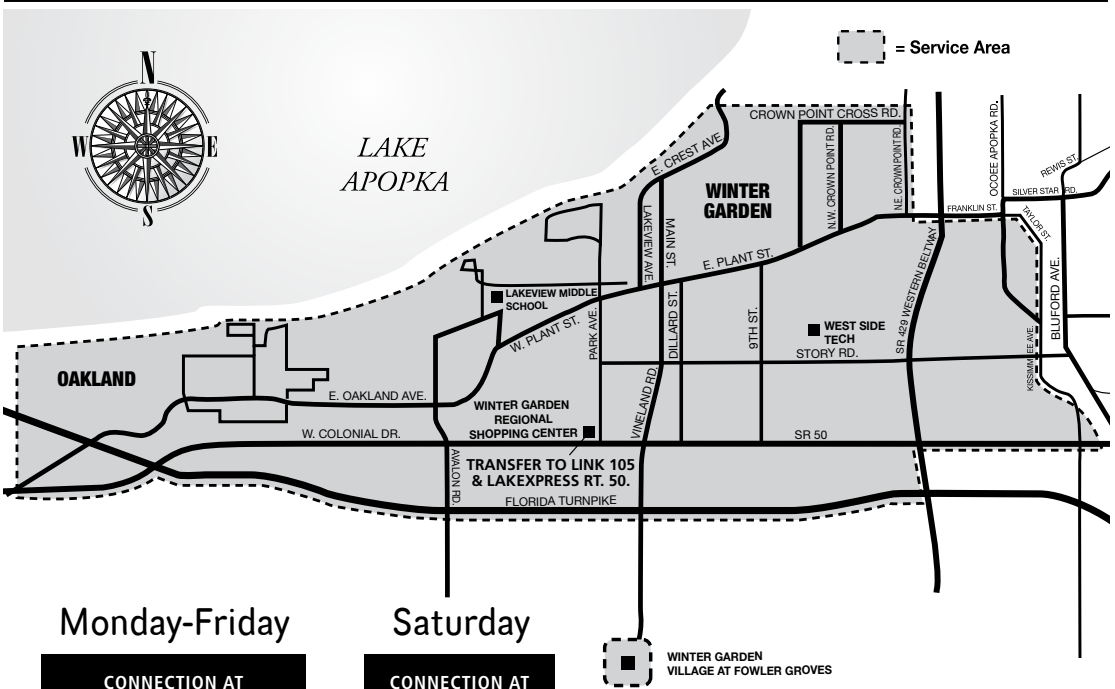 = Service Area
N
W
E
S
LAKE
APOPKA
CROWN POINT CROSS RD.
E. CREST AVE.
WINTER
GARDEN
N.W. CROWN POINT RD.
N.E. CROWN POINT RD.
OCOEE APOPKA RD.
REWIS ST.
SILVER STAR RD.
FRANKLIN ST.
TAYLOR ST.
LAKEVIEW AVE.
MAIN ST.
E. PLANT ST.
SR 429 WESTERN BELTWAY
BLUFORD AVE.
LAKEVIEW MIDDLE
SCHOOL
W. PLANT ST.
PARK AVE.
DILLARD ST.
9TH ST.
WEST SIDE
TECH
STORY RD.
KISSIMMEE AVE.
OAKLAND
E. OAKLAND AVE.
WINTER GARDEN
REGIONAL
SHOPPING CENTER
VINELAND RD.
W. COLONIAL DR.
SR 50
AVALON RD.
TRANSFER TO LINK 105
& LAKEXPRESS RT. 50.
FLORIDA TURNPIKE
Monday-Friday
Saturday
CONNECTION AT
CONNECTION AT
WINTER GARDEN
VILLAGE AT FOWLER GROVES